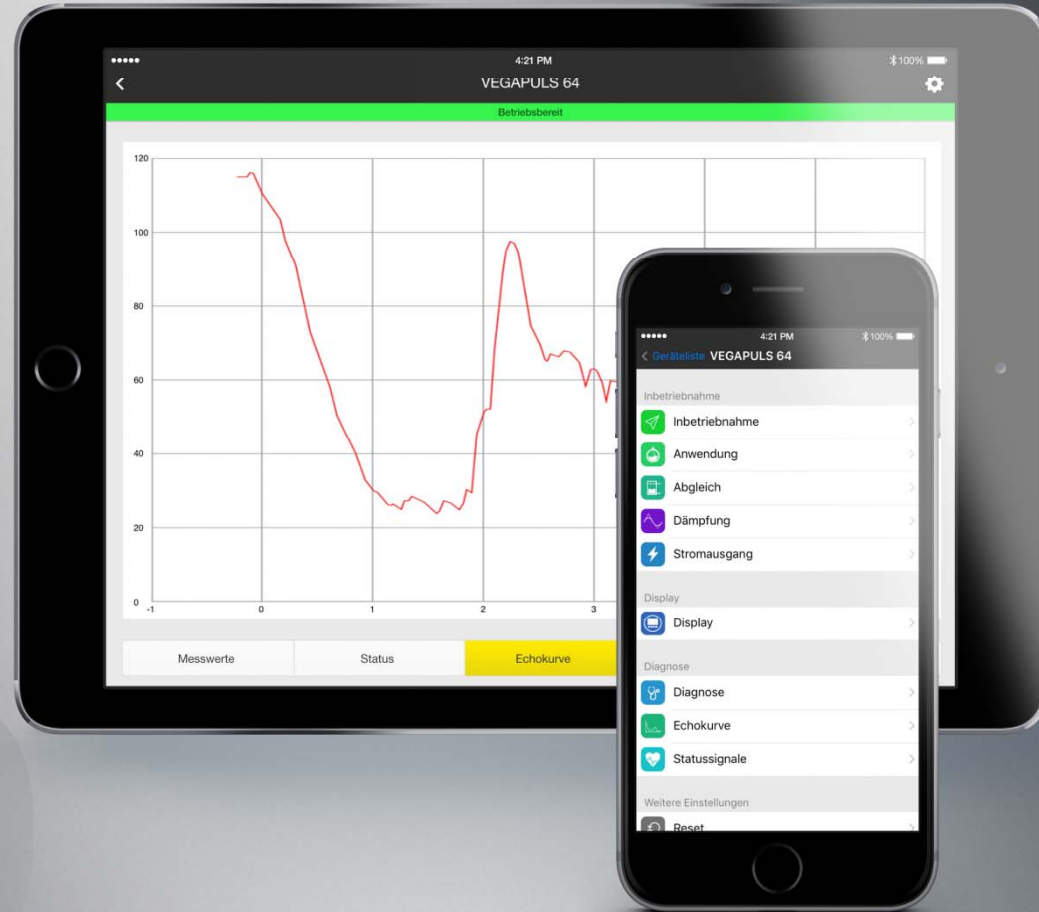 4:21 PM
100%
VEGAPULS 64
Betriebsbereit
120
100
80
60
40
20
0
-1
0
1
2
3
Messwerte
Status
Echokurve
4:21 PM
100%
Geräteliste VEGAPULS 64
Inbetriebnahme
Inbetriebnahme
Anwendung
Abgleich
Dämpfung
Stromausgang
Display
Display
Diagnose
Diagnose
Echokurve
Statussignale
Weitere Einstellungen
Reset